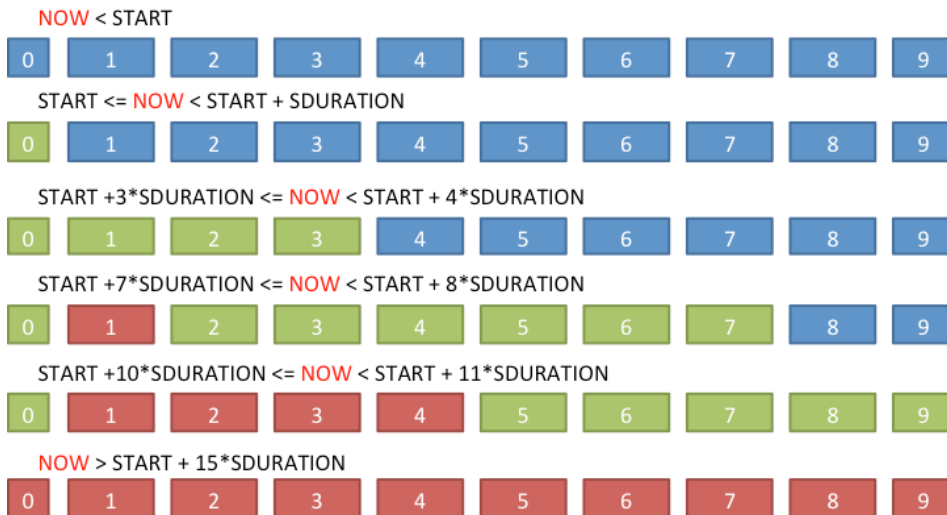 NOW < START
0 1 2 3 4 5 6 7 8 9
START <= NOW < START + SDURATION
0 1 2 3 4 5 6 7 8 9
START +3*SDURATION <= NOW < START + 4*SDURATION
0 1 2 3 4 5 6 7 8 9
START +7*SDURATION <= NOW < START + 8*SDURATION
0 1 2 3 4 5 6 7 8 9
START +10*SDURATION <= NOW < START + 11*SDURATION
0 1 2 3 4 5 6 7 8 9
NOW > START + 15*SDURATION
0 1 2 3 4 5 6 7 8 9